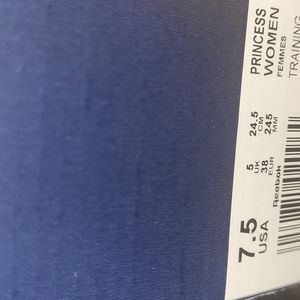 PRINCESS
WOMEN
FEMMES
TRAINING
24.5 245
CM MM
5 38
UK EUR
Reebok
7.5
USA